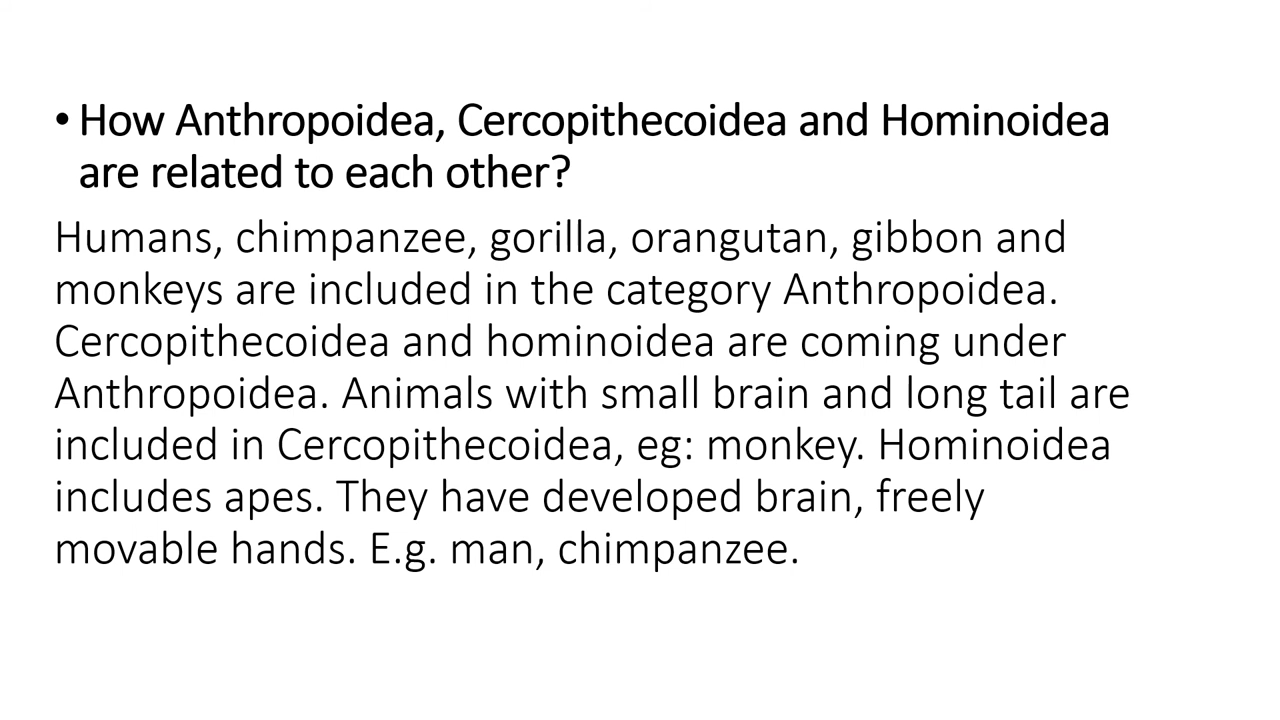 • How Anthropoidea, Cercopithecoidea and Hominoidea
are related to each other?
Humans, chimpanzee, gorilla, orangutan, gibbon and
monkeys are included in the category Anthropoidea.
Cercopithecoidea and hominoidea are coming under
Anthropoidea. Animals with small brain and long tail are
included in Cercopithecoidea, eg: monkey. Hominoidea
includes apes. They have developed brain, freely
movable hands. E.g. man, chimpanzee.